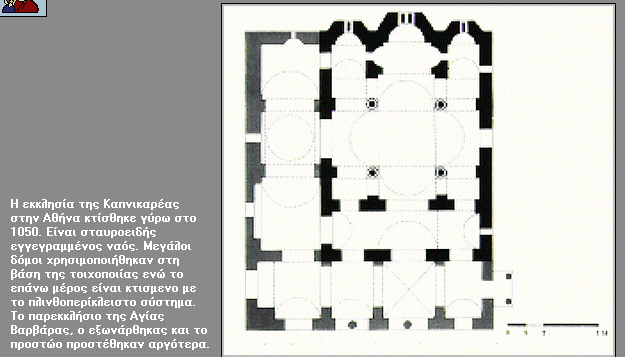 Η εκκλησία της Καπνικαρέας
στην Αθήνα κτίσθηκε γύρω στο
1050. Είναι σταυροειδής
εγγεγραμμένος ναός. Μεγάλοι
δόμοι χρησιμοποιήθηκαν στη
βάση της τοιχοποιίας ενώ το
επάνω μέρος είναι κτισμενο με
το πλινθοπερίκλειστο σύστημα.
Το παρεκκλήσιο της Αγίας
Βαρβάρας, ο εξωνάρθηκας και το
προστώο προστέθηκαν αργότερα.